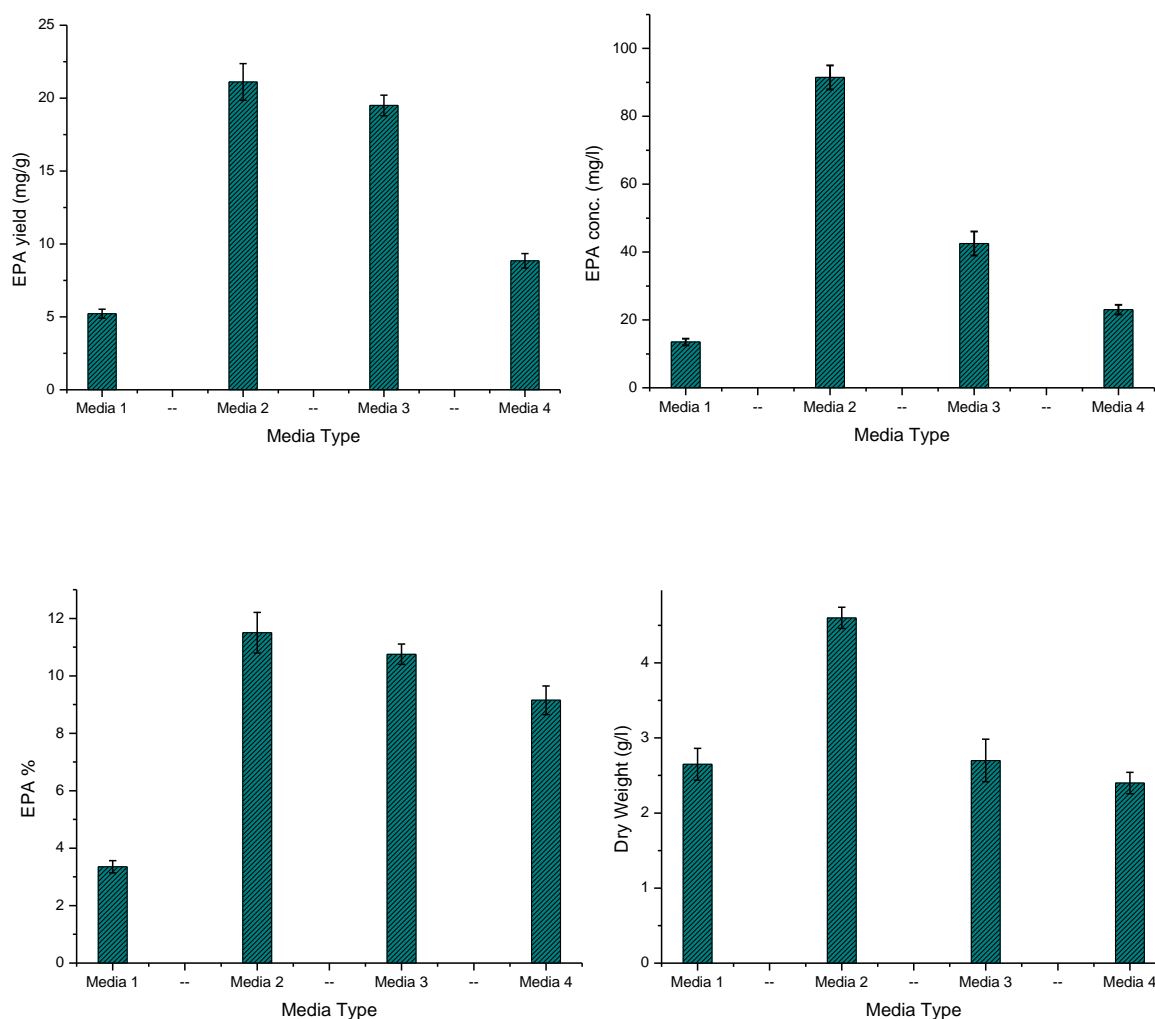 EPA yield (mg/g)
25
20
15
10
5
0
Media 1 -- Media 2 -- Media 3 -- Media 4
Media Type
EPA conc. (mg/l)
100
80
60
40
20
0
Media 1 -- Media 2 -- Media 3 -- Media 4
Media Type
EPA %
12
10
8
6
4
2
0
Media 1 -- Media 2 -- Media 3 -- Media 4
Media Type
Dry Weight (g/l)
4
3
2
1
0
Media 1 -- Media 2 -- Media 3 -- Media 4
Media Type